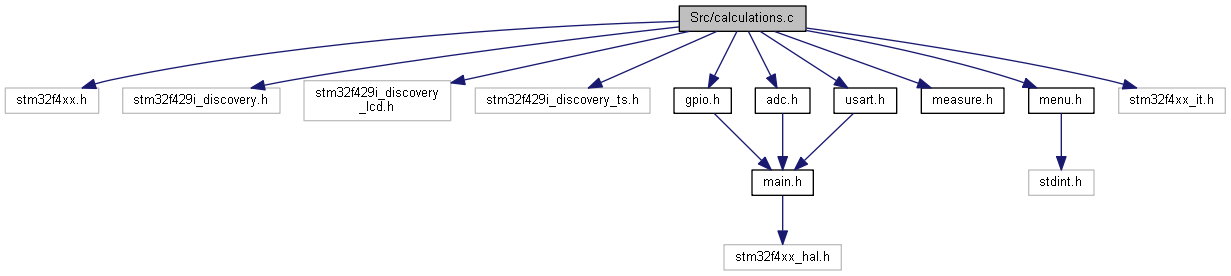 Src/calculations.c
stm32f4xx.h
stm32f429i_discovery.h
stm32f429i_discovery
_lcd.h
stm32f429i_discovery_ts.h
gpio.h
adc.h
usart.h
measure.h
menu.h
stm32f4xx_it.h
main.h
stdint.h
stm32f4xx_hal.h